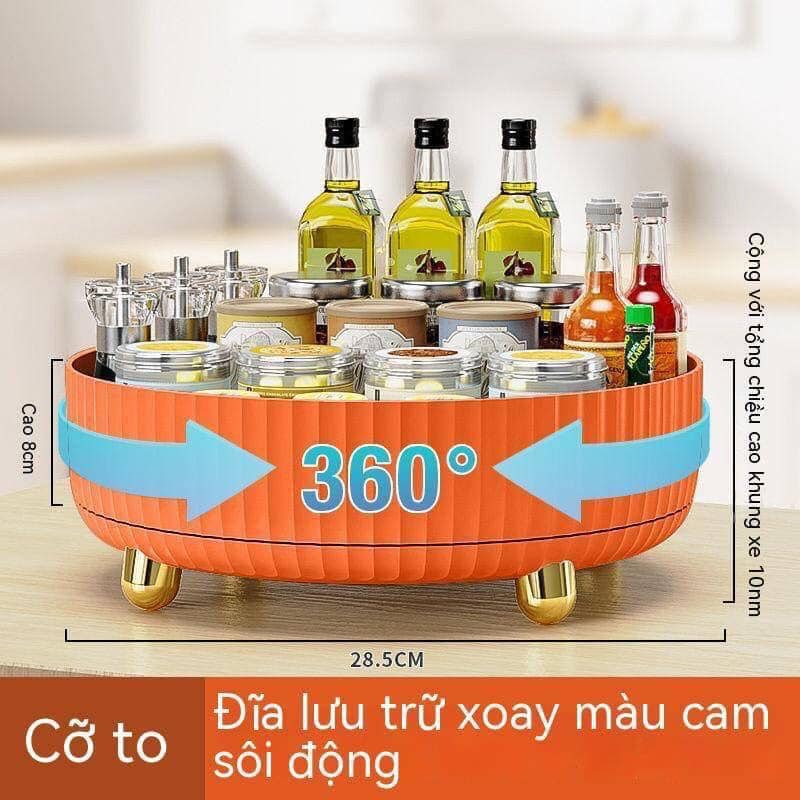 360°
Cao 8cm
Cộng với tổng chiều cao khung xe 10nm
28.5CM
Cỡ to
Đĩa lưu trữ xoay màu cam
sôi động